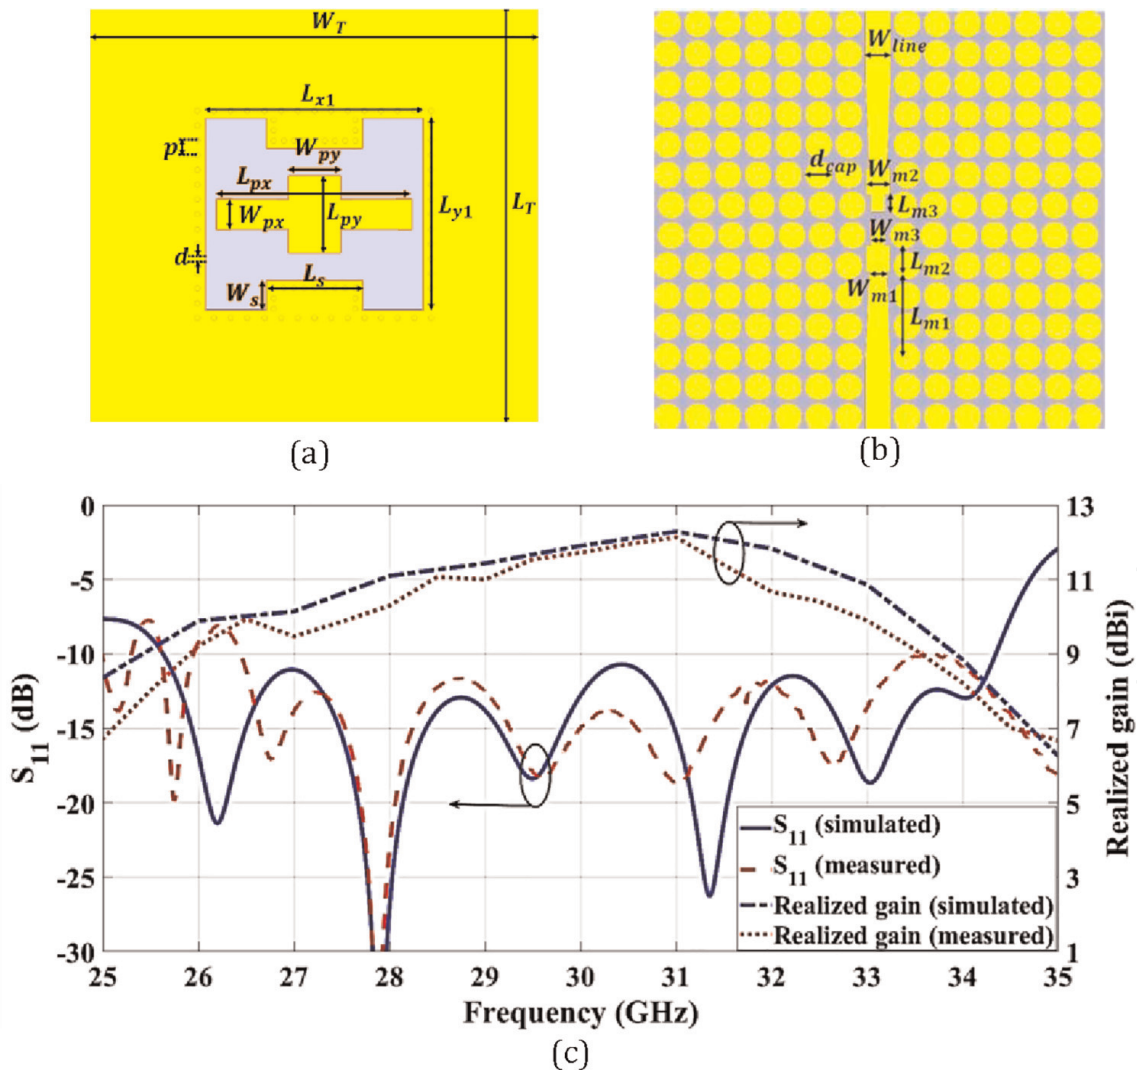 W_T
L_x1
p
W_py
L_px
L_py
W_px
L_y1
L_T
d
L_s
W_s
(a)
W_line
d_cap
W_m2
L_m3
W_m3
L_m2
W_m1
L_m1
(b)
0
-5
-10
-15
-20
-25
-30
S_11 (dB)
13
11
9
7
5
3
1
Realized gain (dBi)
S_11 (simulated)
S_11 (measured)
Realized gain (simulated)
Realized gain (measured)
25 26 27 28 29 30 31 32 33 34 35
Frequency (GHz)
(c)